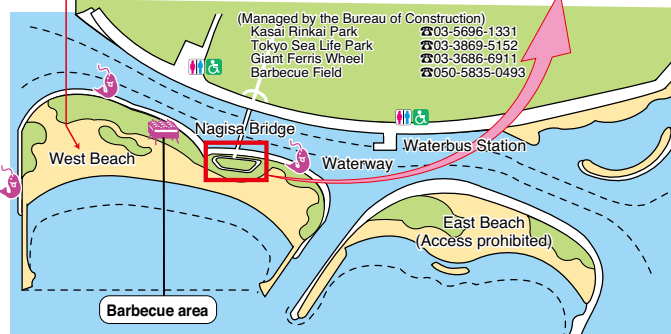 (Managed by the Bureau of Construction)
Kasai Rinkai Park ☎03-5696-1331
Tokyo Sea Life Park ☎03-3869-5152
Giant Ferris Wheel ☎03-3686-6911
Barbecue Field ☎050-5835-0493
Nagisa Bridge
Waterbus Station
West Beach
Waterway
East Beach
(Access prohibited)
Barbecue area